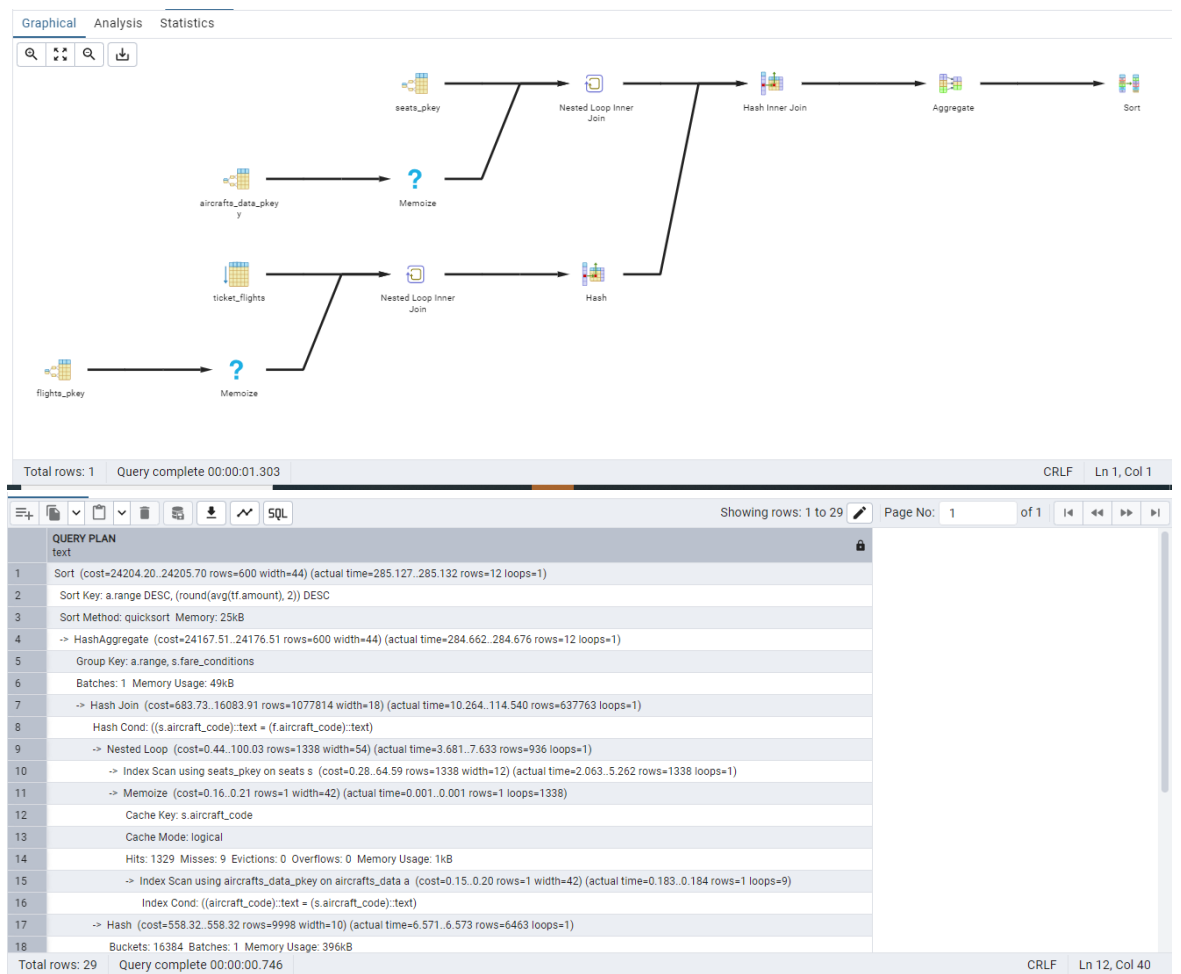 Graphical Analysis Statistics
seats_pkey
Nested Loop Inner
Join
Hash Inner Join
Aggregate
Sort
aircrafts_data_pke
y
Memoize
ticket_flights
Nested Loop Inner
Join
Hash
flights_pkey
Memoize
Total rows: 1 Query complete 00:00:01.303 CRLF Ln 1, Col 1
SQL Showing rows: 1 to 29 Page No: 1 of 1
QUERY PLAN
text
1 Sort (cost=24204.20..24205.70 rows=600 width=44) (actual time=285.127..285.132 rows=12 loops=1)
2 Sort Key: a.range DESC, (round(avg(tf.amount), 2)) DESC
3 Sort Method: quicksort Memory: 25kB
4 -> HashAggregate (cost=24167.51..24176.51 rows=600 width=44) (actual time=284.662..284.676 rows=12 loops=1)
5 Group Key: a.range, s.fare_conditions
6 Batches: 1 Memory Usage: 49kB
7 -> Hash Join (cost=683.73..16083.91 rows=1077814 width=18) (actual time=10.264..114.540 rows=637763 loops=1)
8 Hash Cond: ((s.aircraft_code)::text = (f.aircraft_code)::text)
9 -> Nested Loop (cost=0.44..100.03 rows=1338 width=54) (actual time=3.681..7.633 rows=936 loops=1)
10 -> Index Scan using seats_pkey on seats s (cost=0.28..64.59 rows=1338 width=12) (actual time=2.063..5.262 rows=1338 loops=1)
11 -> Memoize (cost=0.16..0.21 rows=1 width=42) (actual time=0.001..0.001 rows=1 loops=1338)
12 Cache Key: s.aircraft_code
13 Cache Mode: logical
14 Hits: 1329 Misses: 9 Evictions: 0 Overflows: 0 Memory Usage: 1kB
15 -> Index Scan using aircrafts_data_pkey on aircrafts_data a (cost=0.15..0.20 rows=1 width=42) (actual time=0.183..0.184 rows=1 loops=9)
16 Index Cond: ((aircraft_code)::text = (s.aircraft_code)::text)
17 -> Hash (cost=558.32..558.32 rows=9998 width=10) (actual time=6.571..6.573 rows=6463 loops=1)
18 Buckets: 16384 Batches: 1 Memory Usage: 396kB
Total rows: 29 Query complete 00:00:00.746 CRLF Ln 12, Col 40